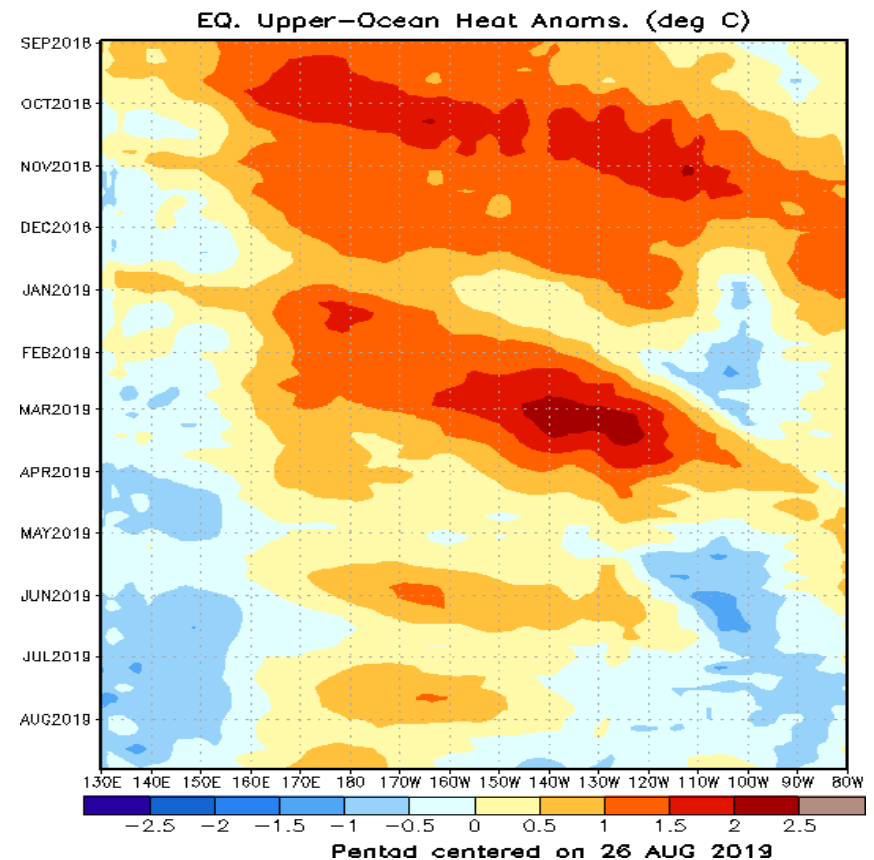 EQ. Upper-Ocean Heat Anoms. (deg C)
SEP2018
OCT2018
NOV2018
DEC2018
JAN2019
FEB2019
MAR2019
APR2019
MAY2019
JUN2019
JUL2019
AUG2019
130E 140E 150E 160E 170E 180 170W 160W 150W 140W 130W 120W 110W 100W 90W 80W
-2.5 -2 -1.5 -1 -0.5 0 0.5 1 1.5 2 2.5
Pentad centered on 26 AUG 2019